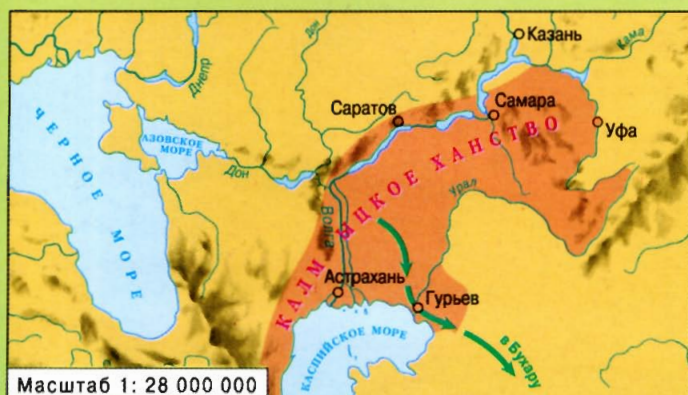 Казань
Кама
Дон
Днепр
Саратов
Самара
Уфа
ЧЕРНОЕ МОРЕ
АЗОВСКОЕ
МОРЕ
Дон
КАЛМЫЦКОЕ ХАНСТВО
Урал
Волга
Астрахань
Гурьев
КАСПИЙСКОЕ МОРЕ
в Бухару
Масштаб 1: 28 000 000